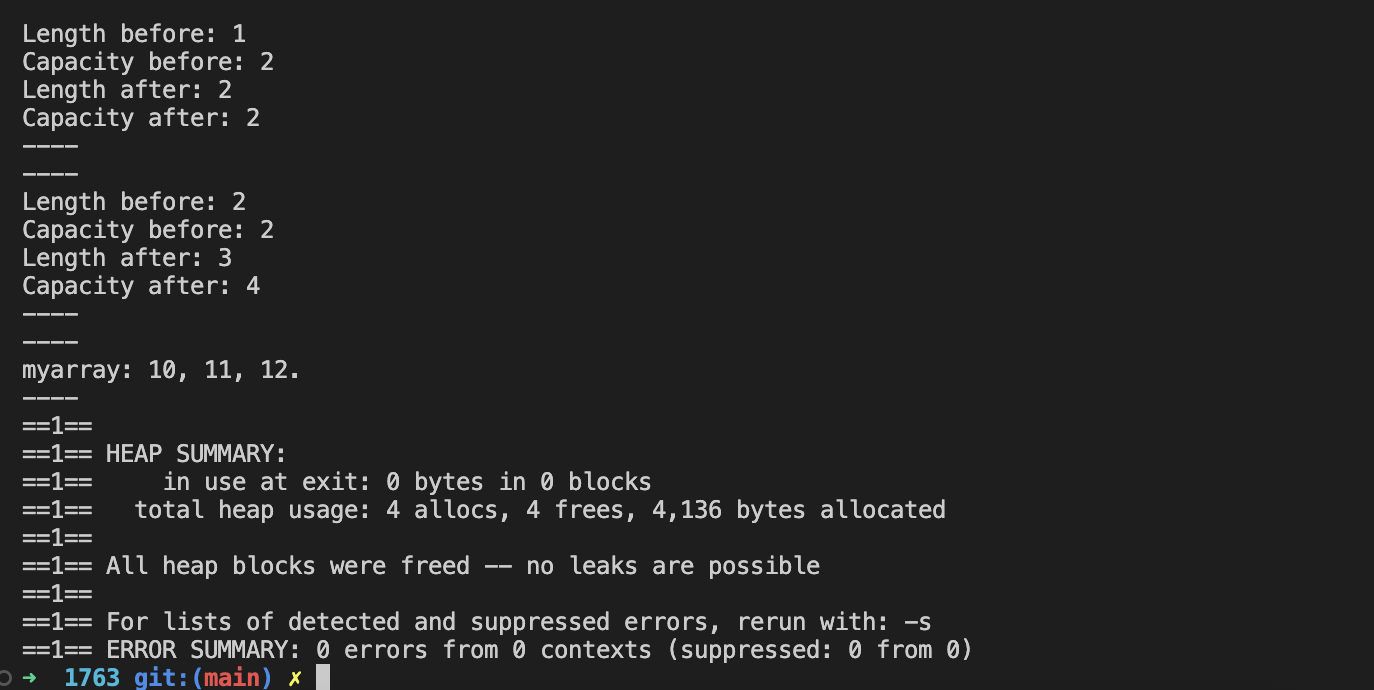 Length before: 1
Capacity before: 2
Length after: 2
Capacity after: 2
----
----
Length before: 2
Capacity before: 2
Length after: 3
Capacity after: 4
----
----
myarray: 10, 11, 12.
----
==1==
==1== HEAP SUMMARY:
==1==     in use at exit: 0 bytes in 0 blocks
==1==   total heap usage: 4 allocs, 4 frees, 4,136 bytes allocated
==1==
==1== All heap blocks were freed -- no leaks are possible
==1==
==1== For lists of detected and suppressed errors, rerun with: -s
==1== ERROR SUMMARY: 0 errors from 0 contexts (suppressed: 0 from 0)
➜  1763 git:(main) ✗